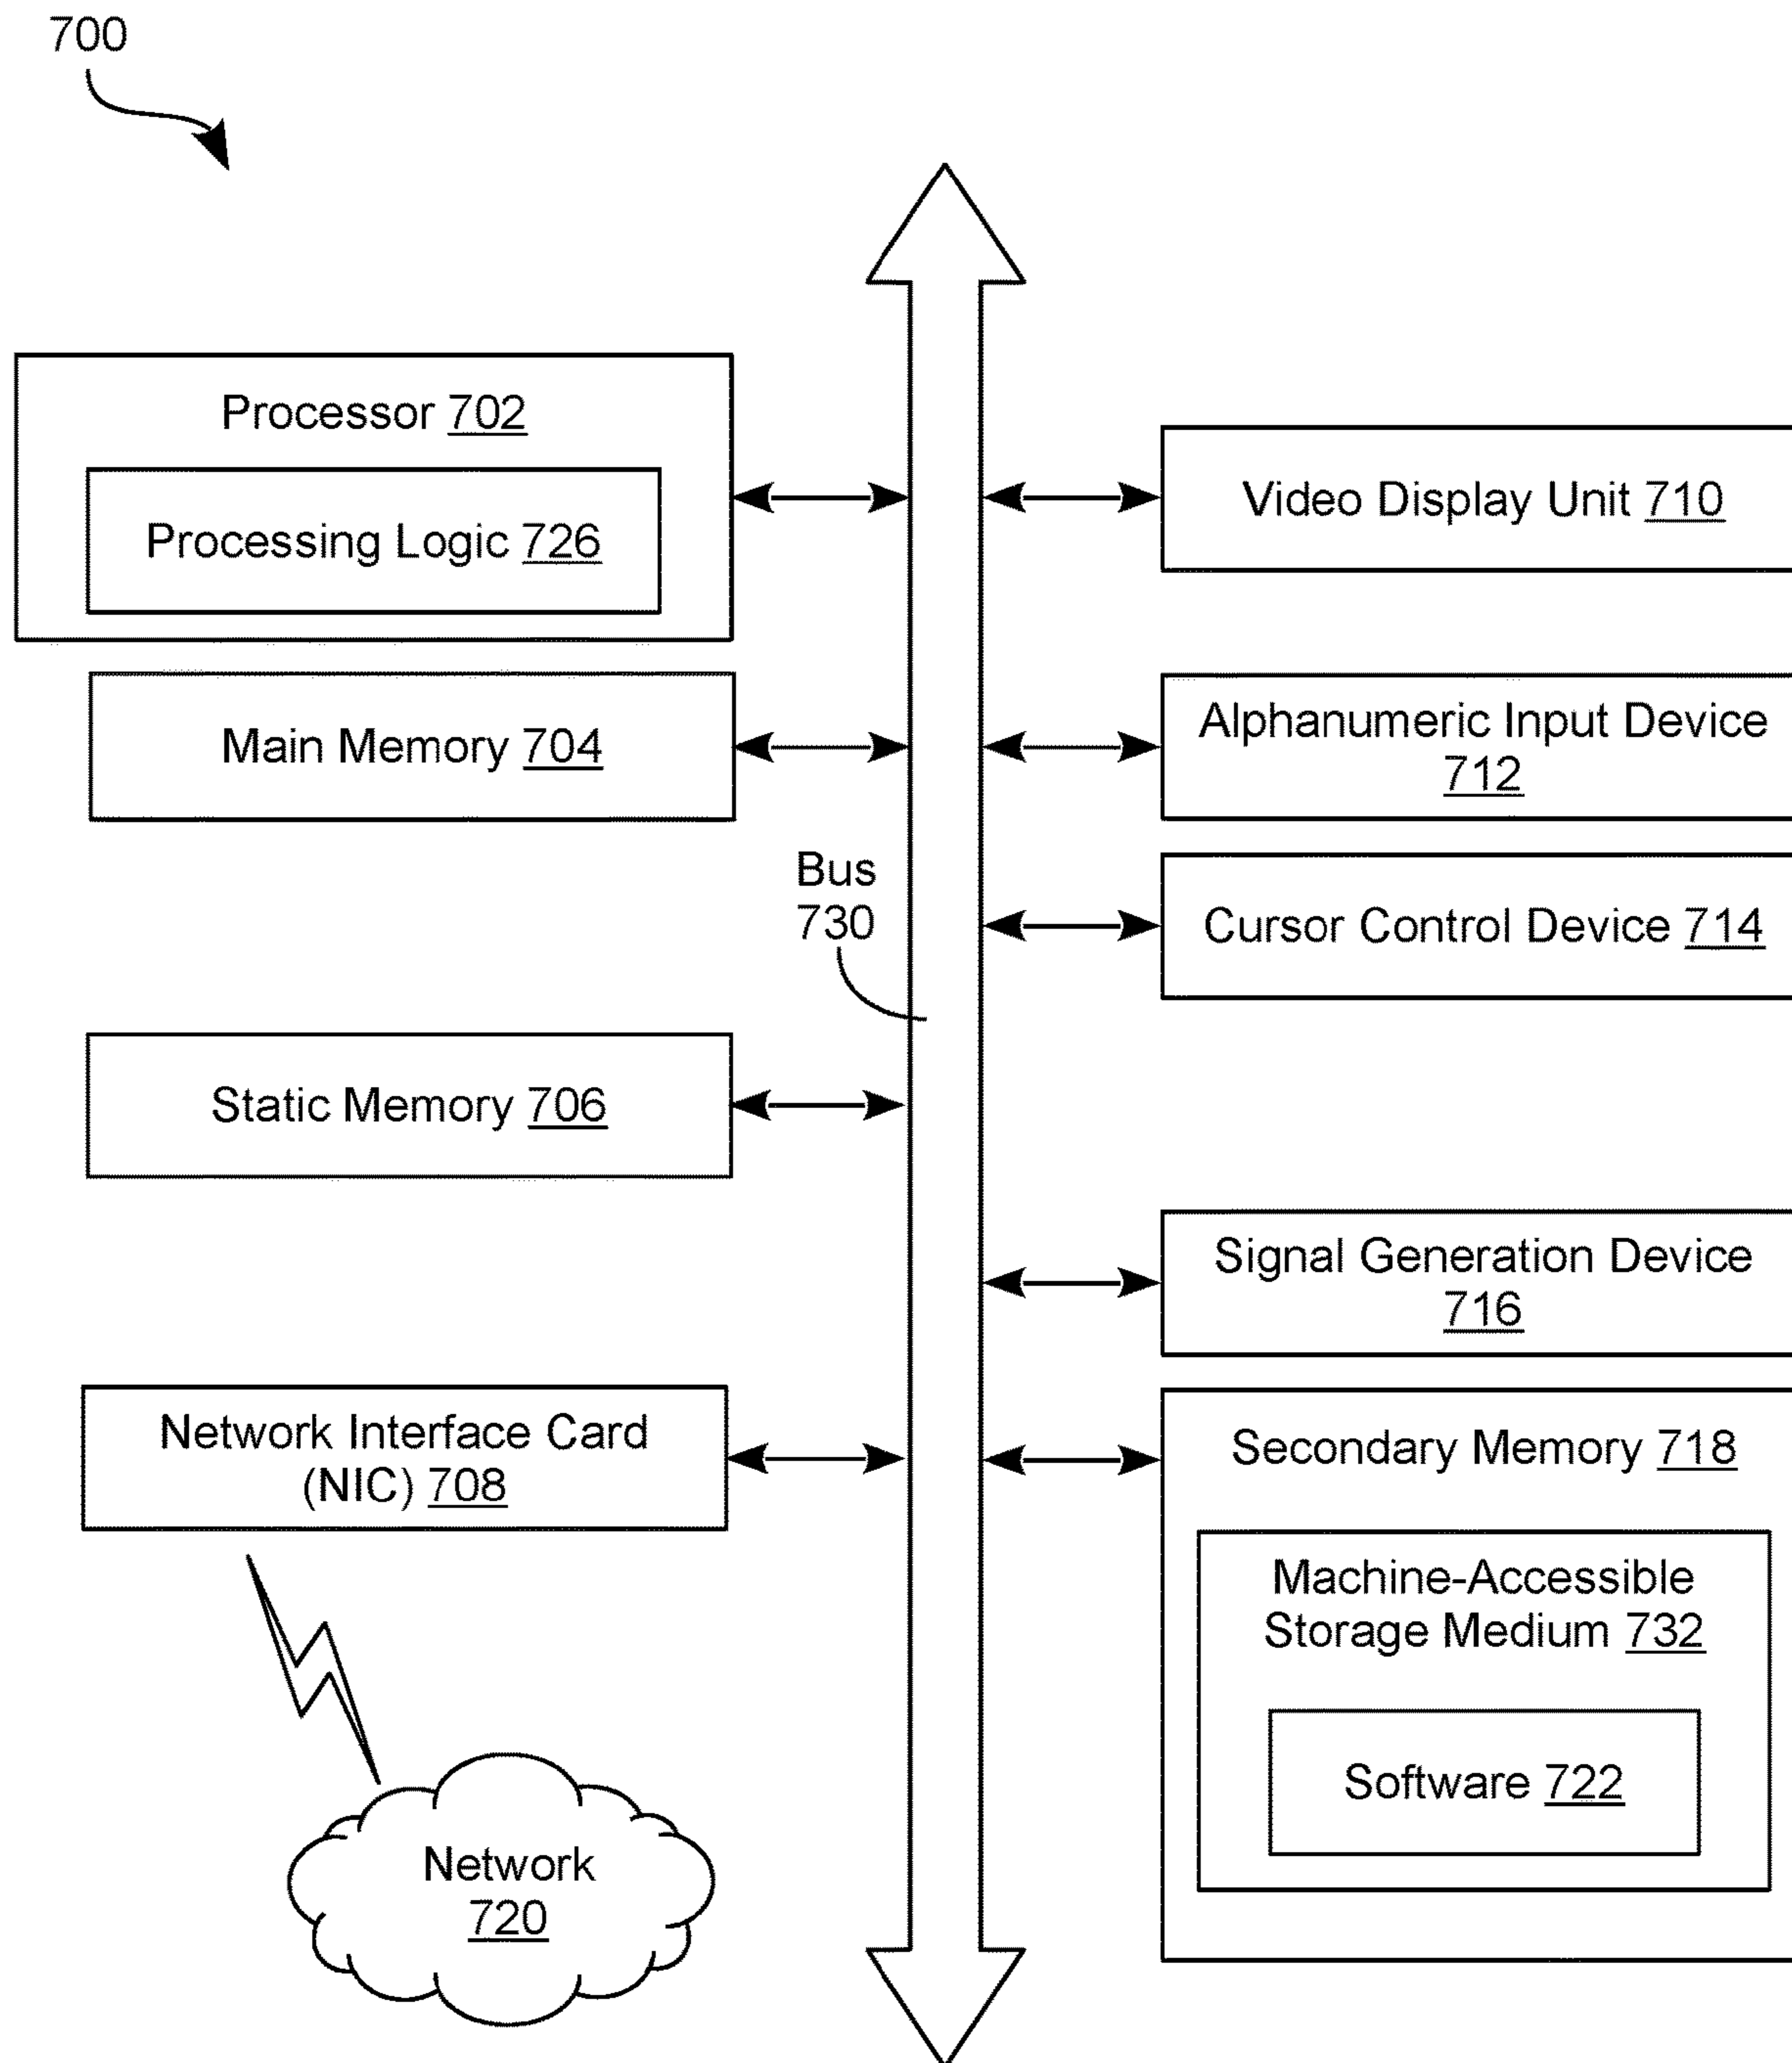 700
Processor 702
Processing Logic 726
Main Memory 704
Bus
730
Static Memory 706
Network Interface Card
(NIC) 708
Network
720
Video Display Unit 710
Alphanumeric Input Device
712
Cursor Control Device 714
Signal Generation Device
716
Secondary Memory 718
Machine-Accessible
Storage Medium 732
Software 722